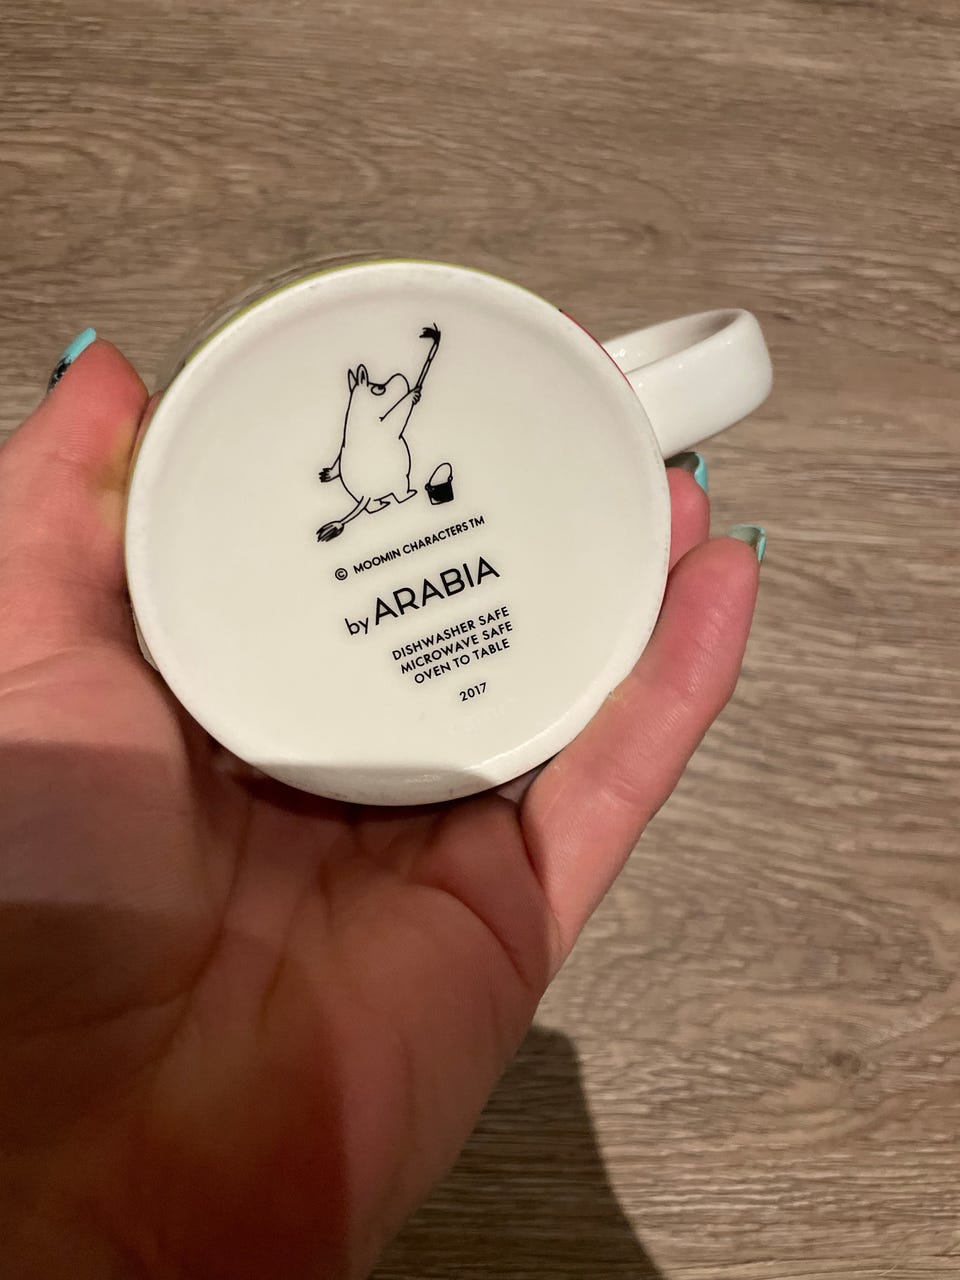 © MOOMIN CHARACTERS TM
by ARABIA
DISHWASHER SAFE
MICROWAVE SAFE
OVEN TO TABLE
2017